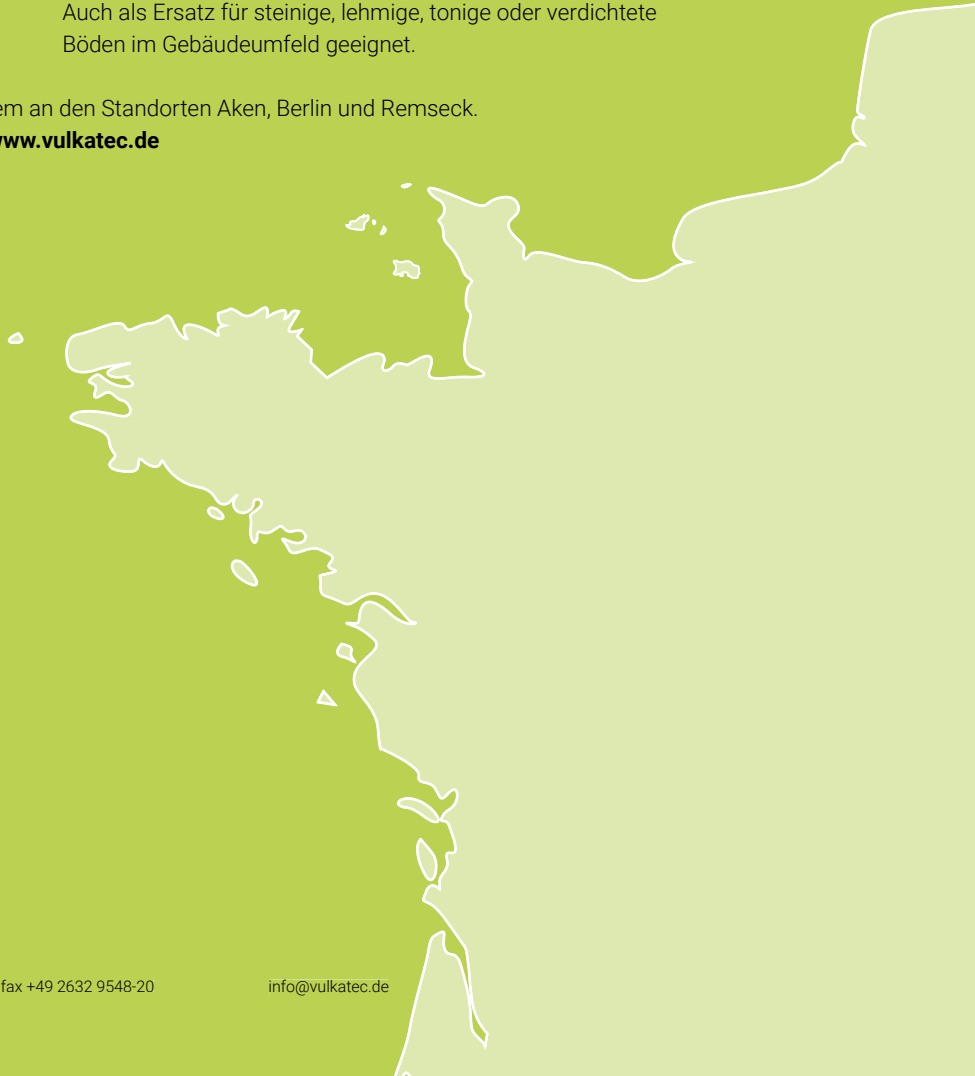 Auch als Ersatz für steinige, lehmige, tonige oder verdichtete
Böden im Gebäudeumfeld geeignet.
em an den Standorten Aken, Berlin und Remseck.
www.vulkatec.de
fax +49 2632 9548-20 info@vulkatec.de